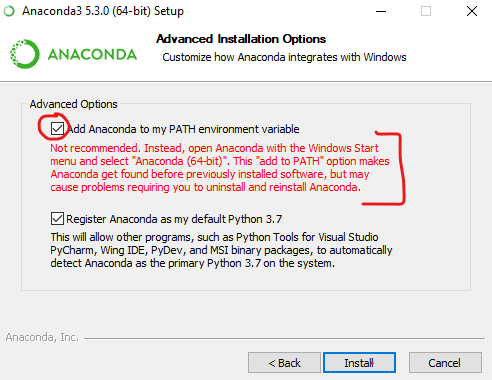 Anaconda3 5.3.0 (64-bit) Setup
ANACONDA
Advanced Installation Options
Customize how Anaconda integrates with Windows
Advanced Options
Add Anaconda to my PATH environment variable
Not recommended. Instead, open Anaconda with the Windows Start
menu and select "Anaconda (64-bit)". This "add to PATH" option makes
Anaconda get found before previously installed software, but may
cause problems requiring you to uninstall and reinstall Anaconda.
Register Anaconda as my default Python 3.7
This will allow other programs, such as Python Tools for Visual Studio
PyCharm, Wing IDE, PyDev, and MSI binary packages, to automatically
detect Anaconda as the primary Python 3.7 on the system.
Anaconda, Inc.
< Back
Install
Cancel